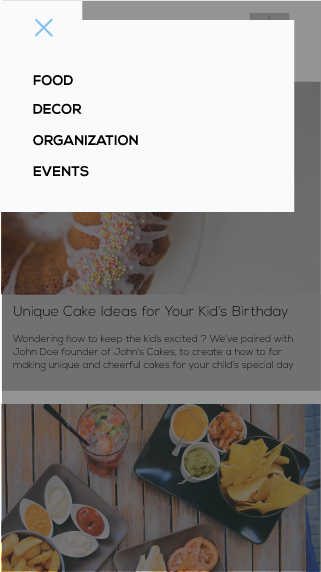 FOOD
DECOR
ORGANIZATION
EVENTS
Unique Cake Ideas for Your Kid's Birthday
Wondering how to keep the kids excited ? We've paired with
John Doe founder of John's Cakes, to create a how to for
making unique and cheerful cakes for your child's special day